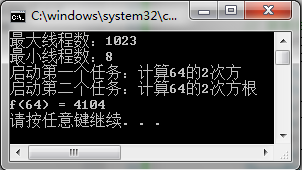 C:\windows\system32\c...
最大线程数：1023
最小线程数：8
启动第一个任务：计算64的2次方
启动第二个任务：计算64的2次方根
f(64) = 4104
请按任意键继续. . .